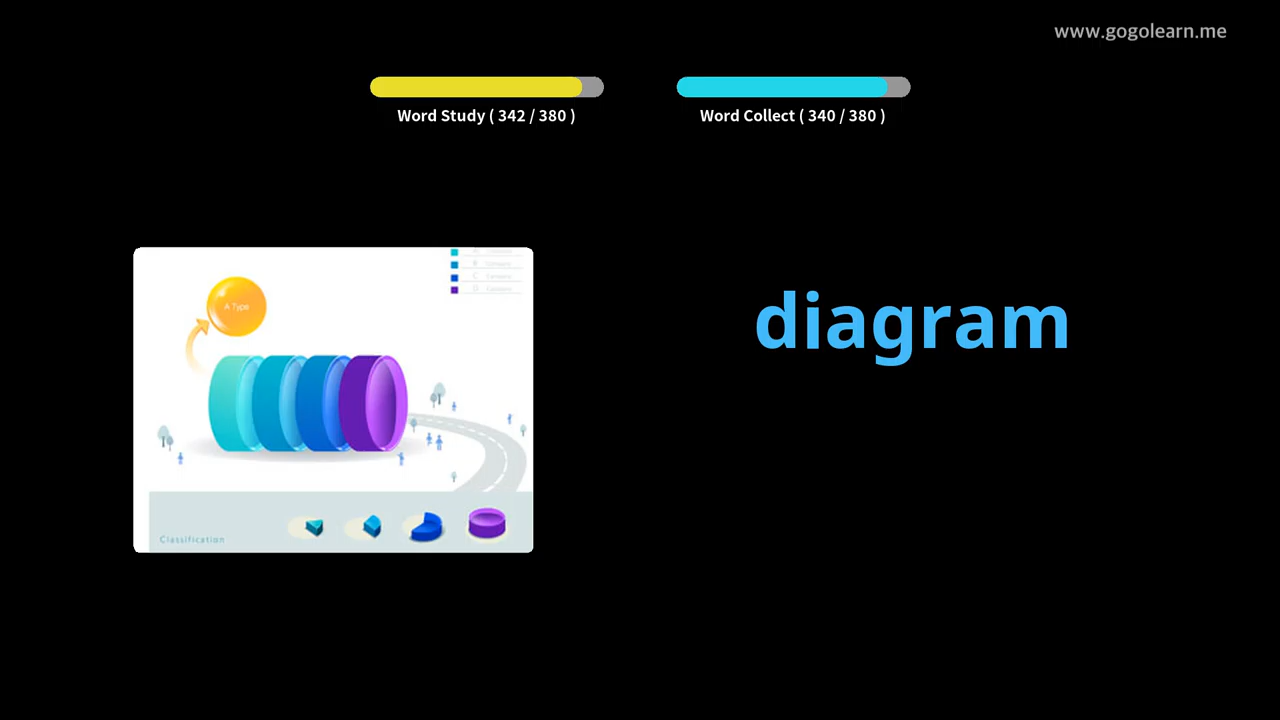 www.gogolearn.me
Word Study ( 342 / 380 )
Word Collect ( 340 / 380 )
diagram
A Type
B
C
D
Classification